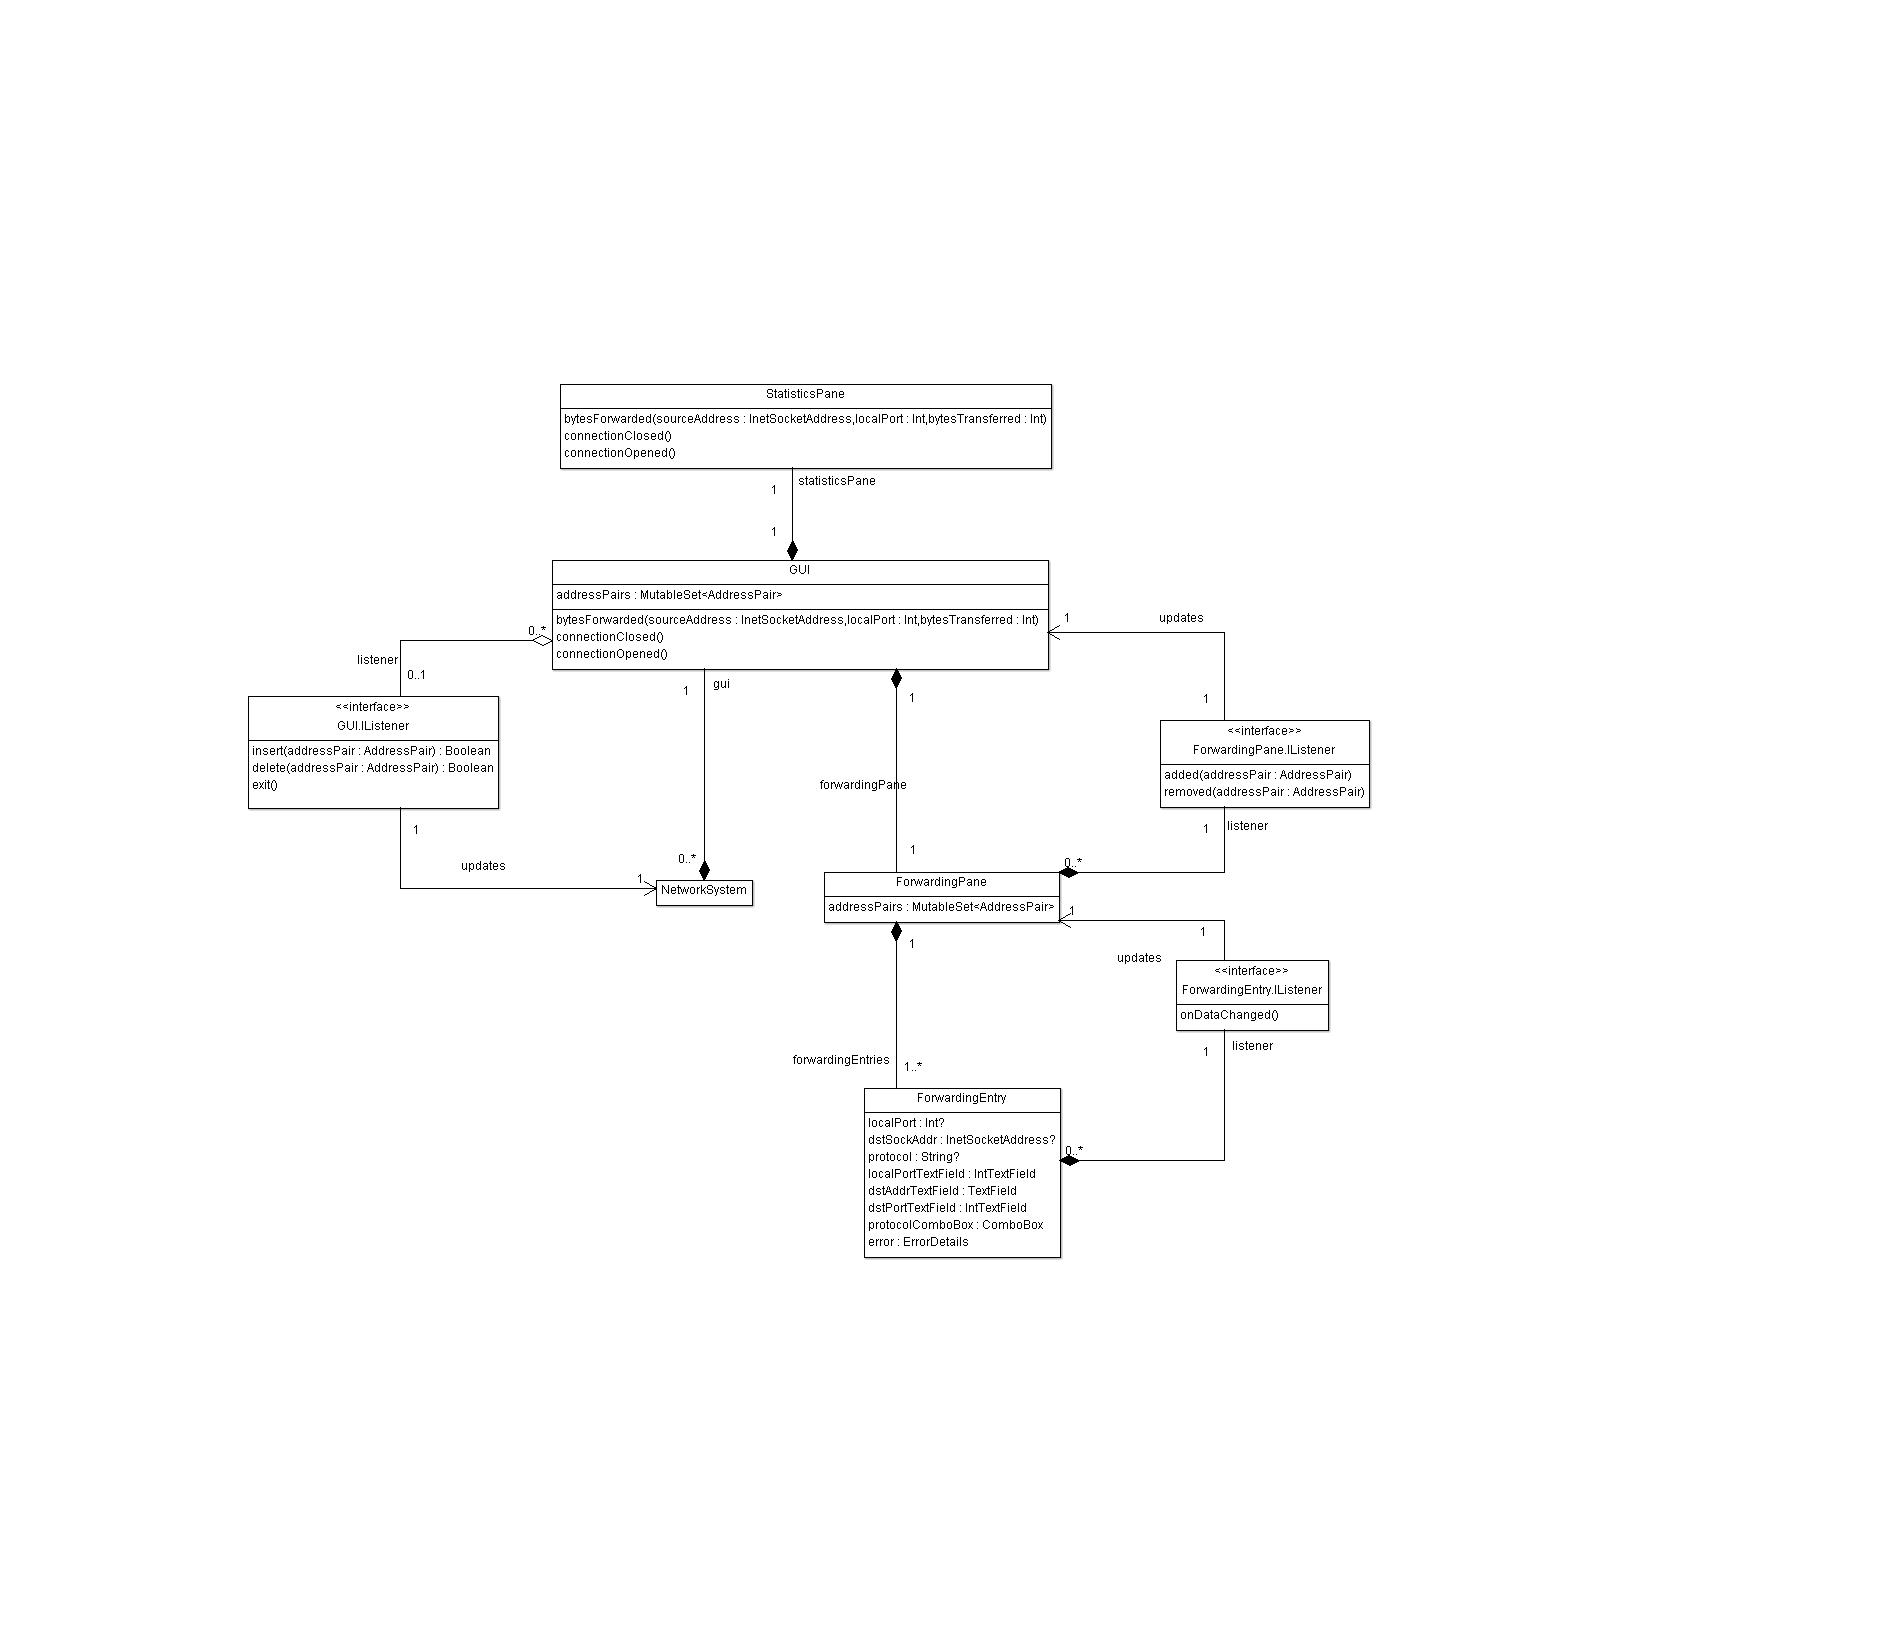 StatisticsPane
bytesForwarded(sourceAddress : InetSocketAddress,localPort : Int,bytesTransferred : Int)
connectionClosed()
connectionOpened()
statisticsPane
1
1
GUI
addressPairs : MutableSet<AddressPair>
bytesForwarded(sourceAddress : InetSocketAddress,localPort : Int,bytesTransferred : Int)
connectionClosed()
connectionOpened()
0..*
listener
0..1
<<interface>>
GUI.IListener
insert(addressPair : AddressPair) : Boolean
delete(addressPair : AddressPair) : Boolean
exit()
1
updates
1
gui
1
0..*
NetworkSystem
1
forwardingPane
1
1
updates
1
<<interface>>
ForwardingPane.IListener
added(addressPair : AddressPair)
removed(addressPair : AddressPair)
1
listener
0..*
ForwardingPane
addressPairs : MutableSet<AddressPair>
1
1
updates
<<interface>>
ForwardingEntry.IListener
onDataChanged()
1
listener
0..*
1
forwardingEntries
1..*
ForwardingEntry
localPort : Int?
dstSockAddr : InetSocketAddress?
protocol : String?
localPortTextField : IntTextField
dstAddrTextField : TextField
dstPortTextField : IntTextField
protocolComboBox : ComboBox
error : ErrorDetails